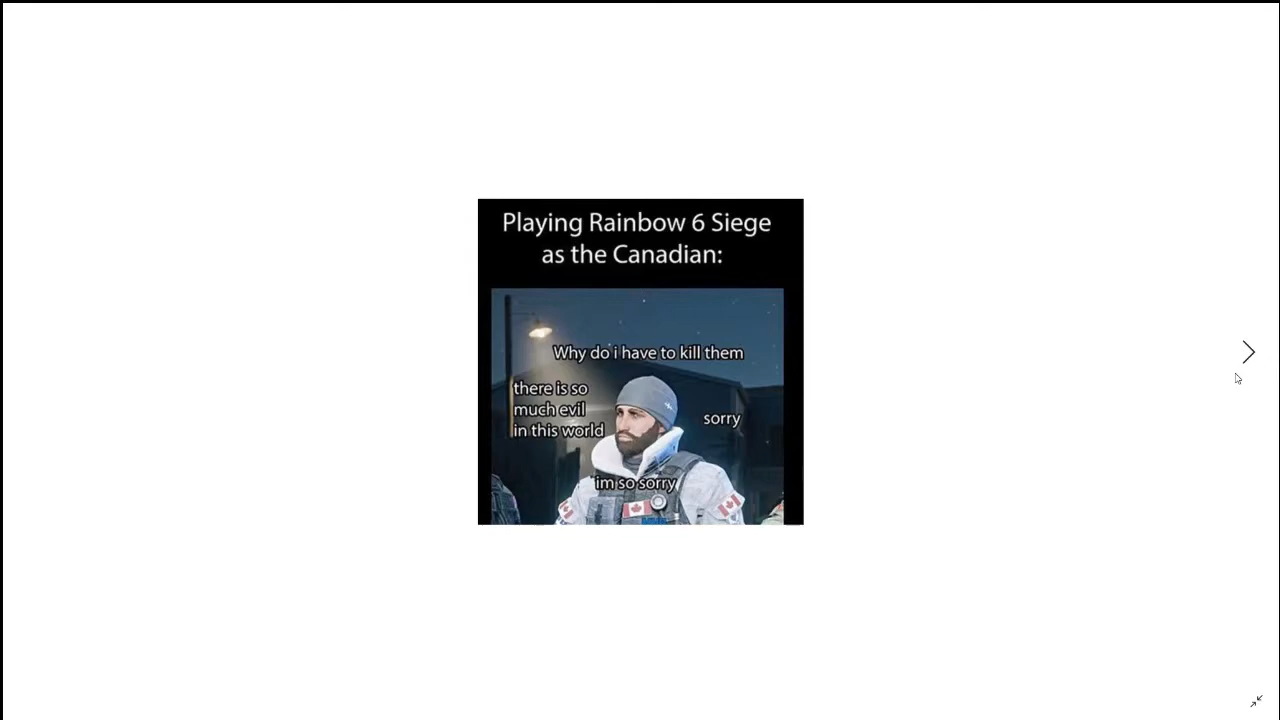 Playing Rainbow 6 Siege
as the Canadian:
Why do i have to kill them
there is so
much evil
in this world
sorry
im so sorry